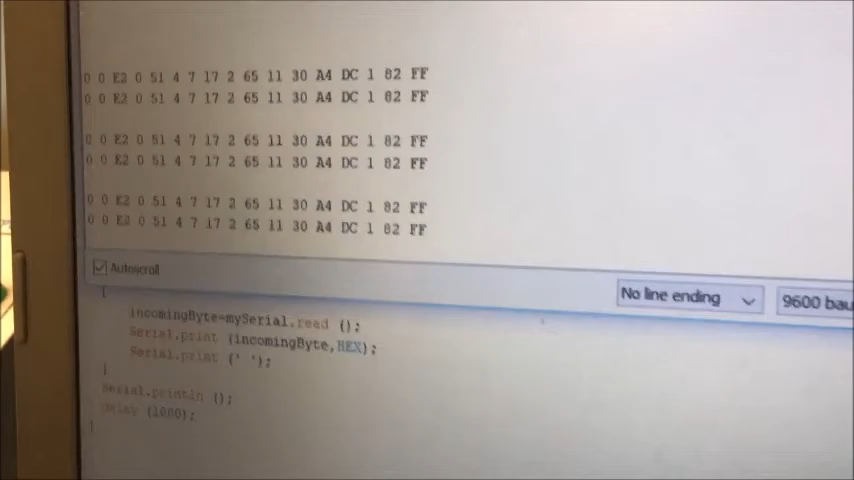 0 0 E2 0 51 4 7 17 2 65 11 30 A4 DC 1 82 FF
0 0 E2 0 51 4 7 17 2 65 11 30 A4 DC 1 82 FF
0 0 E2 0 51 4 7 17 2 65 11 30 A4 DC 1 82 FF
0 0 E2 0 51 4 7 17 2 65 11 30 A4 DC 1 82 FF
0 0 E2 0 51 4 7 17 2 65 11 30 A4 DC 1 82 FF
0 0 E2 0 51 4 7 17 2 65 11 30 A4 DC 1 82 FF
Autoscroll
No line ending
9600 bau
{
incomingByte=mySerial.read ();
Serial.print (incomingByte,HEX);
Serial.print (' ');
}
Serial.println ();
delay (1000);
}